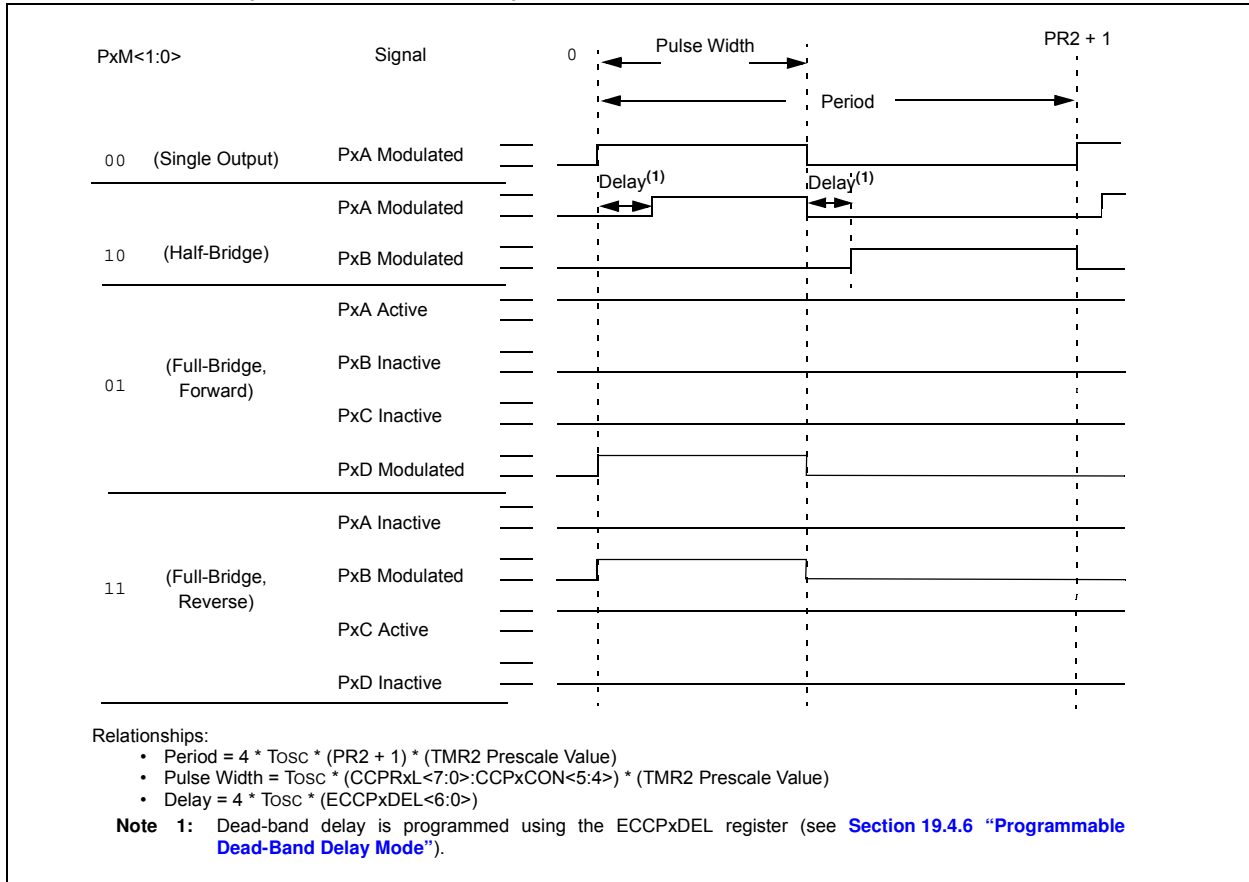 PxM<1:0> Signal 0 Pulse Width PR2 + 1
Period
00 (Single Output) PxA Modulated
Delay(1) Delay(1)
PxA Modulated
10 (Half-Bridge) PxB Modulated
PxA Active
01 (Full-Bridge,
Forward)
PxB Inactive
PxC Inactive
PxD Modulated
PxA Inactive
11 (Full-Bridge,
Reverse)
PxB Modulated
PxC Active
PxD Inactive
Relationships:
• Period = 4 * TOSC * (PR2 + 1) * (TMR2 Prescale Value)
• Pulse Width = TOSC * (CCPRxL<7:0>:CCPxCON<5:4>) * (TMR2 Prescale Value)
• Delay = 4 * TOSC * (ECCPxDEL<6:0>)
Note 1: Dead-band delay is programmed using the ECCPxDEL register (see Section 19.4.6 “Programmable
Dead-Band Delay Mode”).